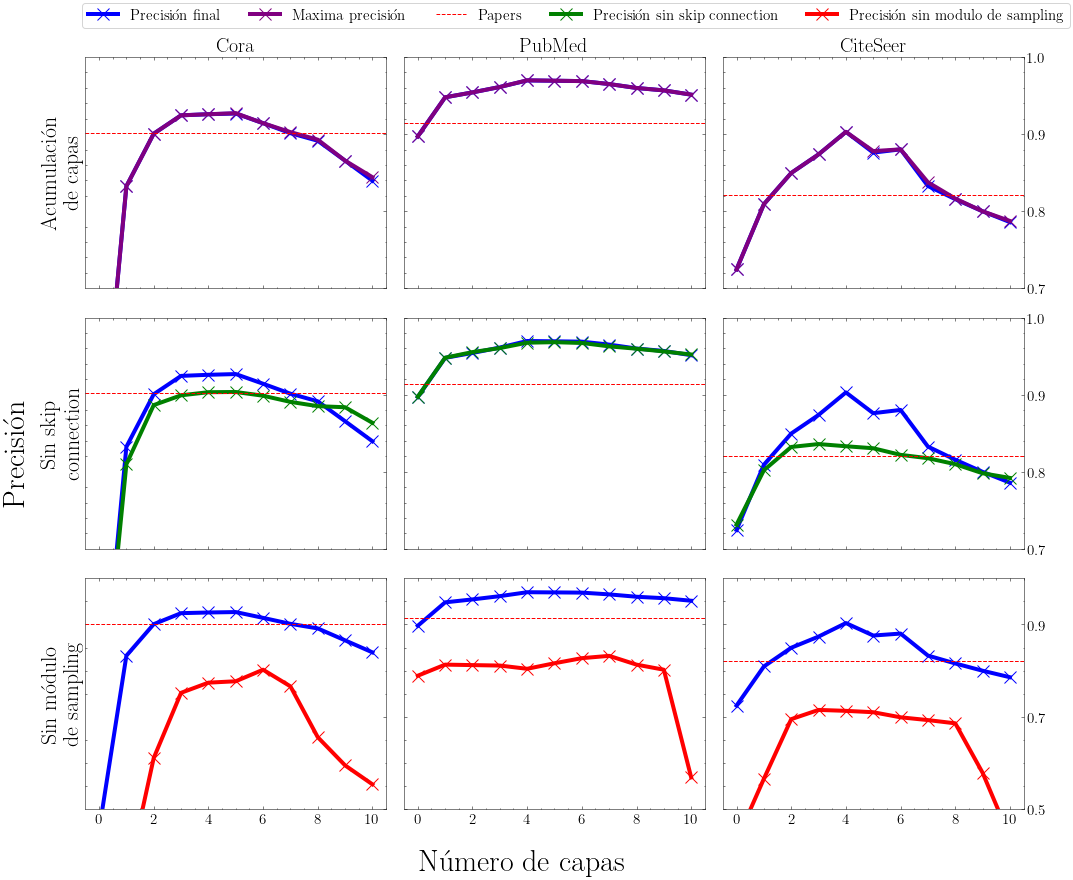 Precisión final Maxima precisión Papers Precisión sin skip connection Precisión sin modulo de sampling
Cora PubMed CiteSeer
Acumulación
de capas
1.0
0.9
0.8
0.7
Precisión
Sin skip
connection
1.0
0.9
0.8
0.7
Sin módulo
de sampling
0.9
0.7
0.5
0 2 4 6 8 10 0 2 4 6 8 10 0 2 4 6 8 10
Número de capas